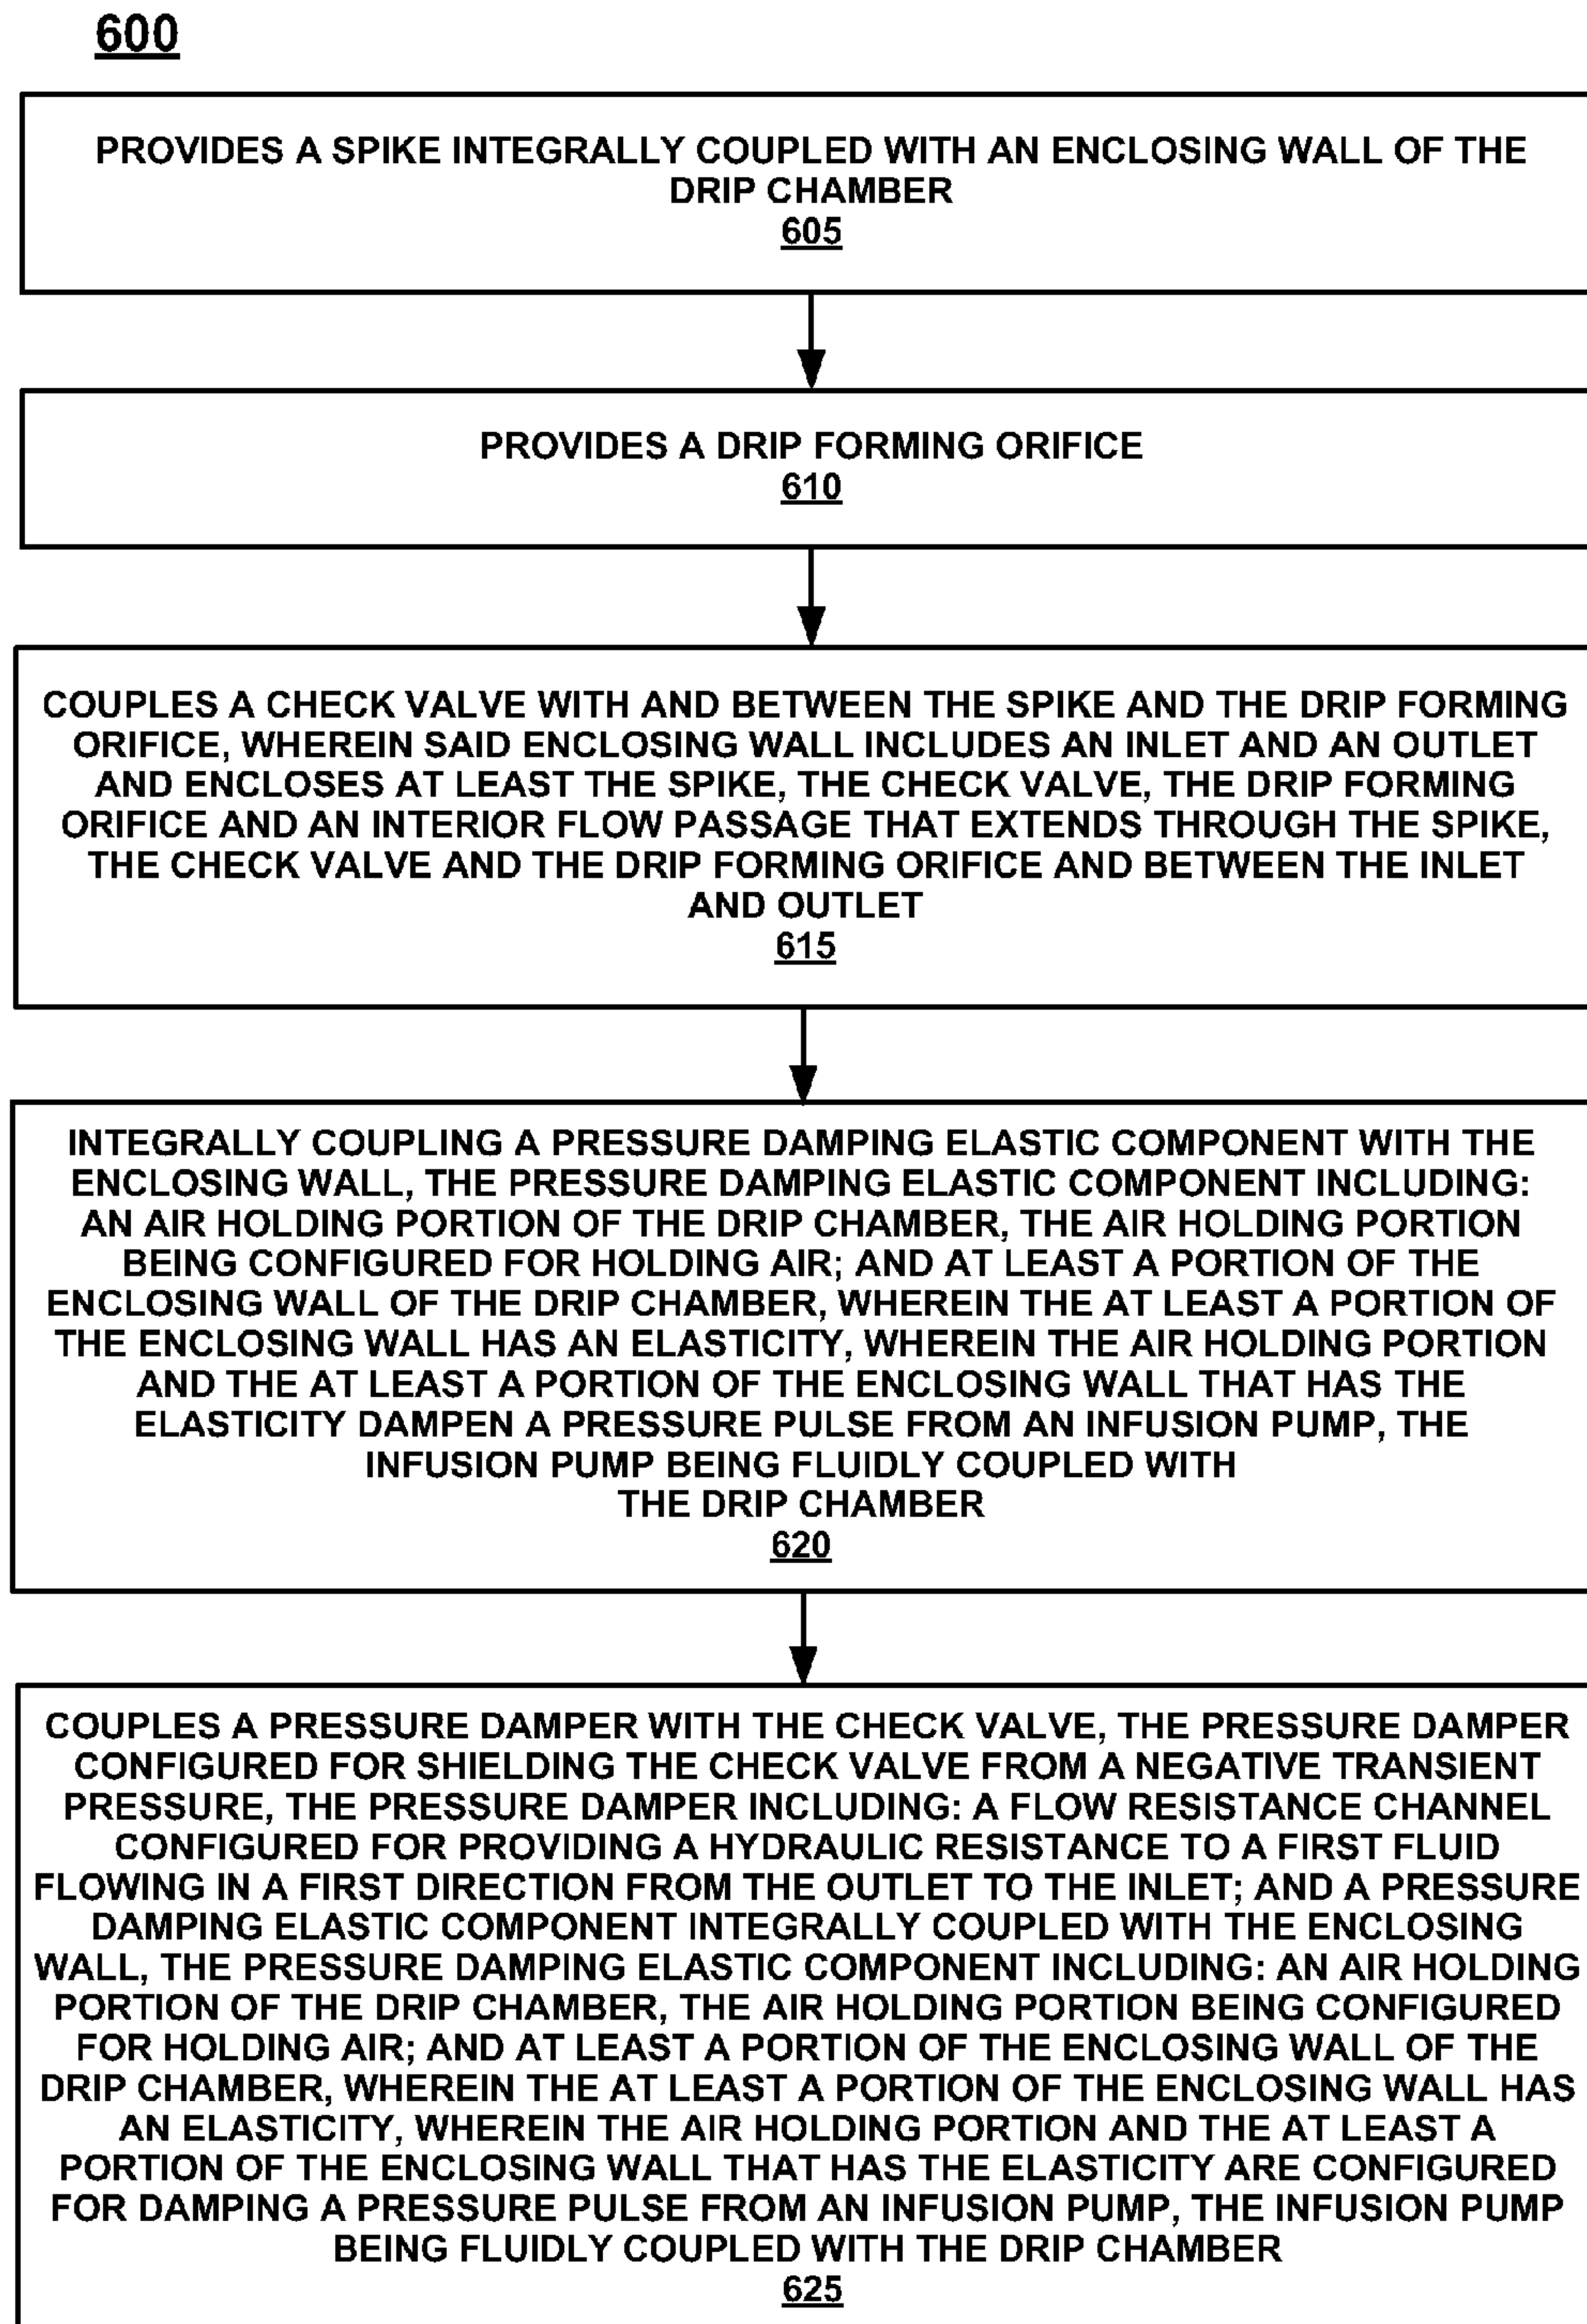 600
PROVIDES A SPIKE INTEGRALLY COUPLED WITH AN ENCLOSING WALL OF THE
DRIP CHAMBER
605
PROVIDES A DRIP FORMING ORIFICE
610
COUPLES A CHECK VALVE WITH AND BETWEEN THE SPIKE AND THE DRIP FORMING
ORIFICE, WHEREIN SAID ENCLOSING WALL INCLUDES AN INLET AND AN OUTLET
AND ENCLOSES AT LEAST THE SPIKE, THE CHECK VALVE, THE DRIP FORMING
ORIFICE AND AN INTERIOR FLOW PASSAGE THAT EXTENDS THROUGH THE SPIKE,
THE CHECK VALVE AND THE DRIP FORMING ORIFICE AND BETWEEN THE INLET
AND OUTLET
615
INTEGRALLY COUPLING A PRESSURE DAMPING ELASTIC COMPONENT WITH THE
ENCLOSING WALL, THE PRESSURE DAMPING ELASTIC COMPONENT INCLUDING:
AN AIR HOLDING PORTION OF THE DRIP CHAMBER, THE AIR HOLDING PORTION
BEING CONFIGURED FOR HOLDING AIR; AND AT LEAST A PORTION OF THE
ENCLOSING WALL OF THE DRIP CHAMBER, WHEREIN THE AT LEAST A PORTION OF
THE ENCLOSING WALL HAS AN ELASTICITY, WHEREIN THE AIR HOLDING PORTION
AND THE AT LEAST A PORTION OF THE ENCLOSING WALL THAT HAS THE
ELASTICITY DAMPEN A PRESSURE PULSE FROM AN INFUSION PUMP, THE
INFUSION PUMP BEING FLUIDLY COUPLED WITH
THE DRIP CHAMBER
620
COUPLES A PRESSURE DAMPER WITH THE CHECK VALVE, THE PRESSURE DAMPER
CONFIGURED FOR SHIELDING THE CHECK VALVE FROM A NEGATIVE TRANSIENT
PRESSURE, THE PRESSURE DAMPER INCLUDING: A FLOW RESISTANCE CHANNEL
CONFIGURED FOR PROVIDING A HYDRAULIC RESISTANCE TO A FIRST FLUID
FLOWING IN A FIRST DIRECTION FROM THE OUTLET TO THE INLET; AND A PRESSURE
DAMPING ELASTIC COMPONENT INTEGRALLY COUPLED WITH THE ENCLOSING
WALL, THE PRESSURE DAMPING ELASTIC COMPONENT INCLUDING: AN AIR HOLDING
PORTION OF THE DRIP CHAMBER, THE AIR HOLDING PORTION BEING CONFIGURED
FOR HOLDING AIR; AND AT LEAST A PORTION OF THE ENCLOSING WALL OF THE
DRIP CHAMBER, WHEREIN THE AT LEAST A PORTION OF THE ENCLOSING WALL HAS
AN ELASTICITY, WHEREIN THE AIR HOLDING PORTION AND THE AT LEAST A
PORTION OF THE ENCLOSING WALL THAT HAS THE ELASTICITY ARE CONFIGURED
FOR DAMPING A PRESSURE PULSE FROM AN INFUSION PUMP, THE INFUSION PUMP
BEING FLUIDLY COUPLED WITH THE DRIP CHAMBER
625